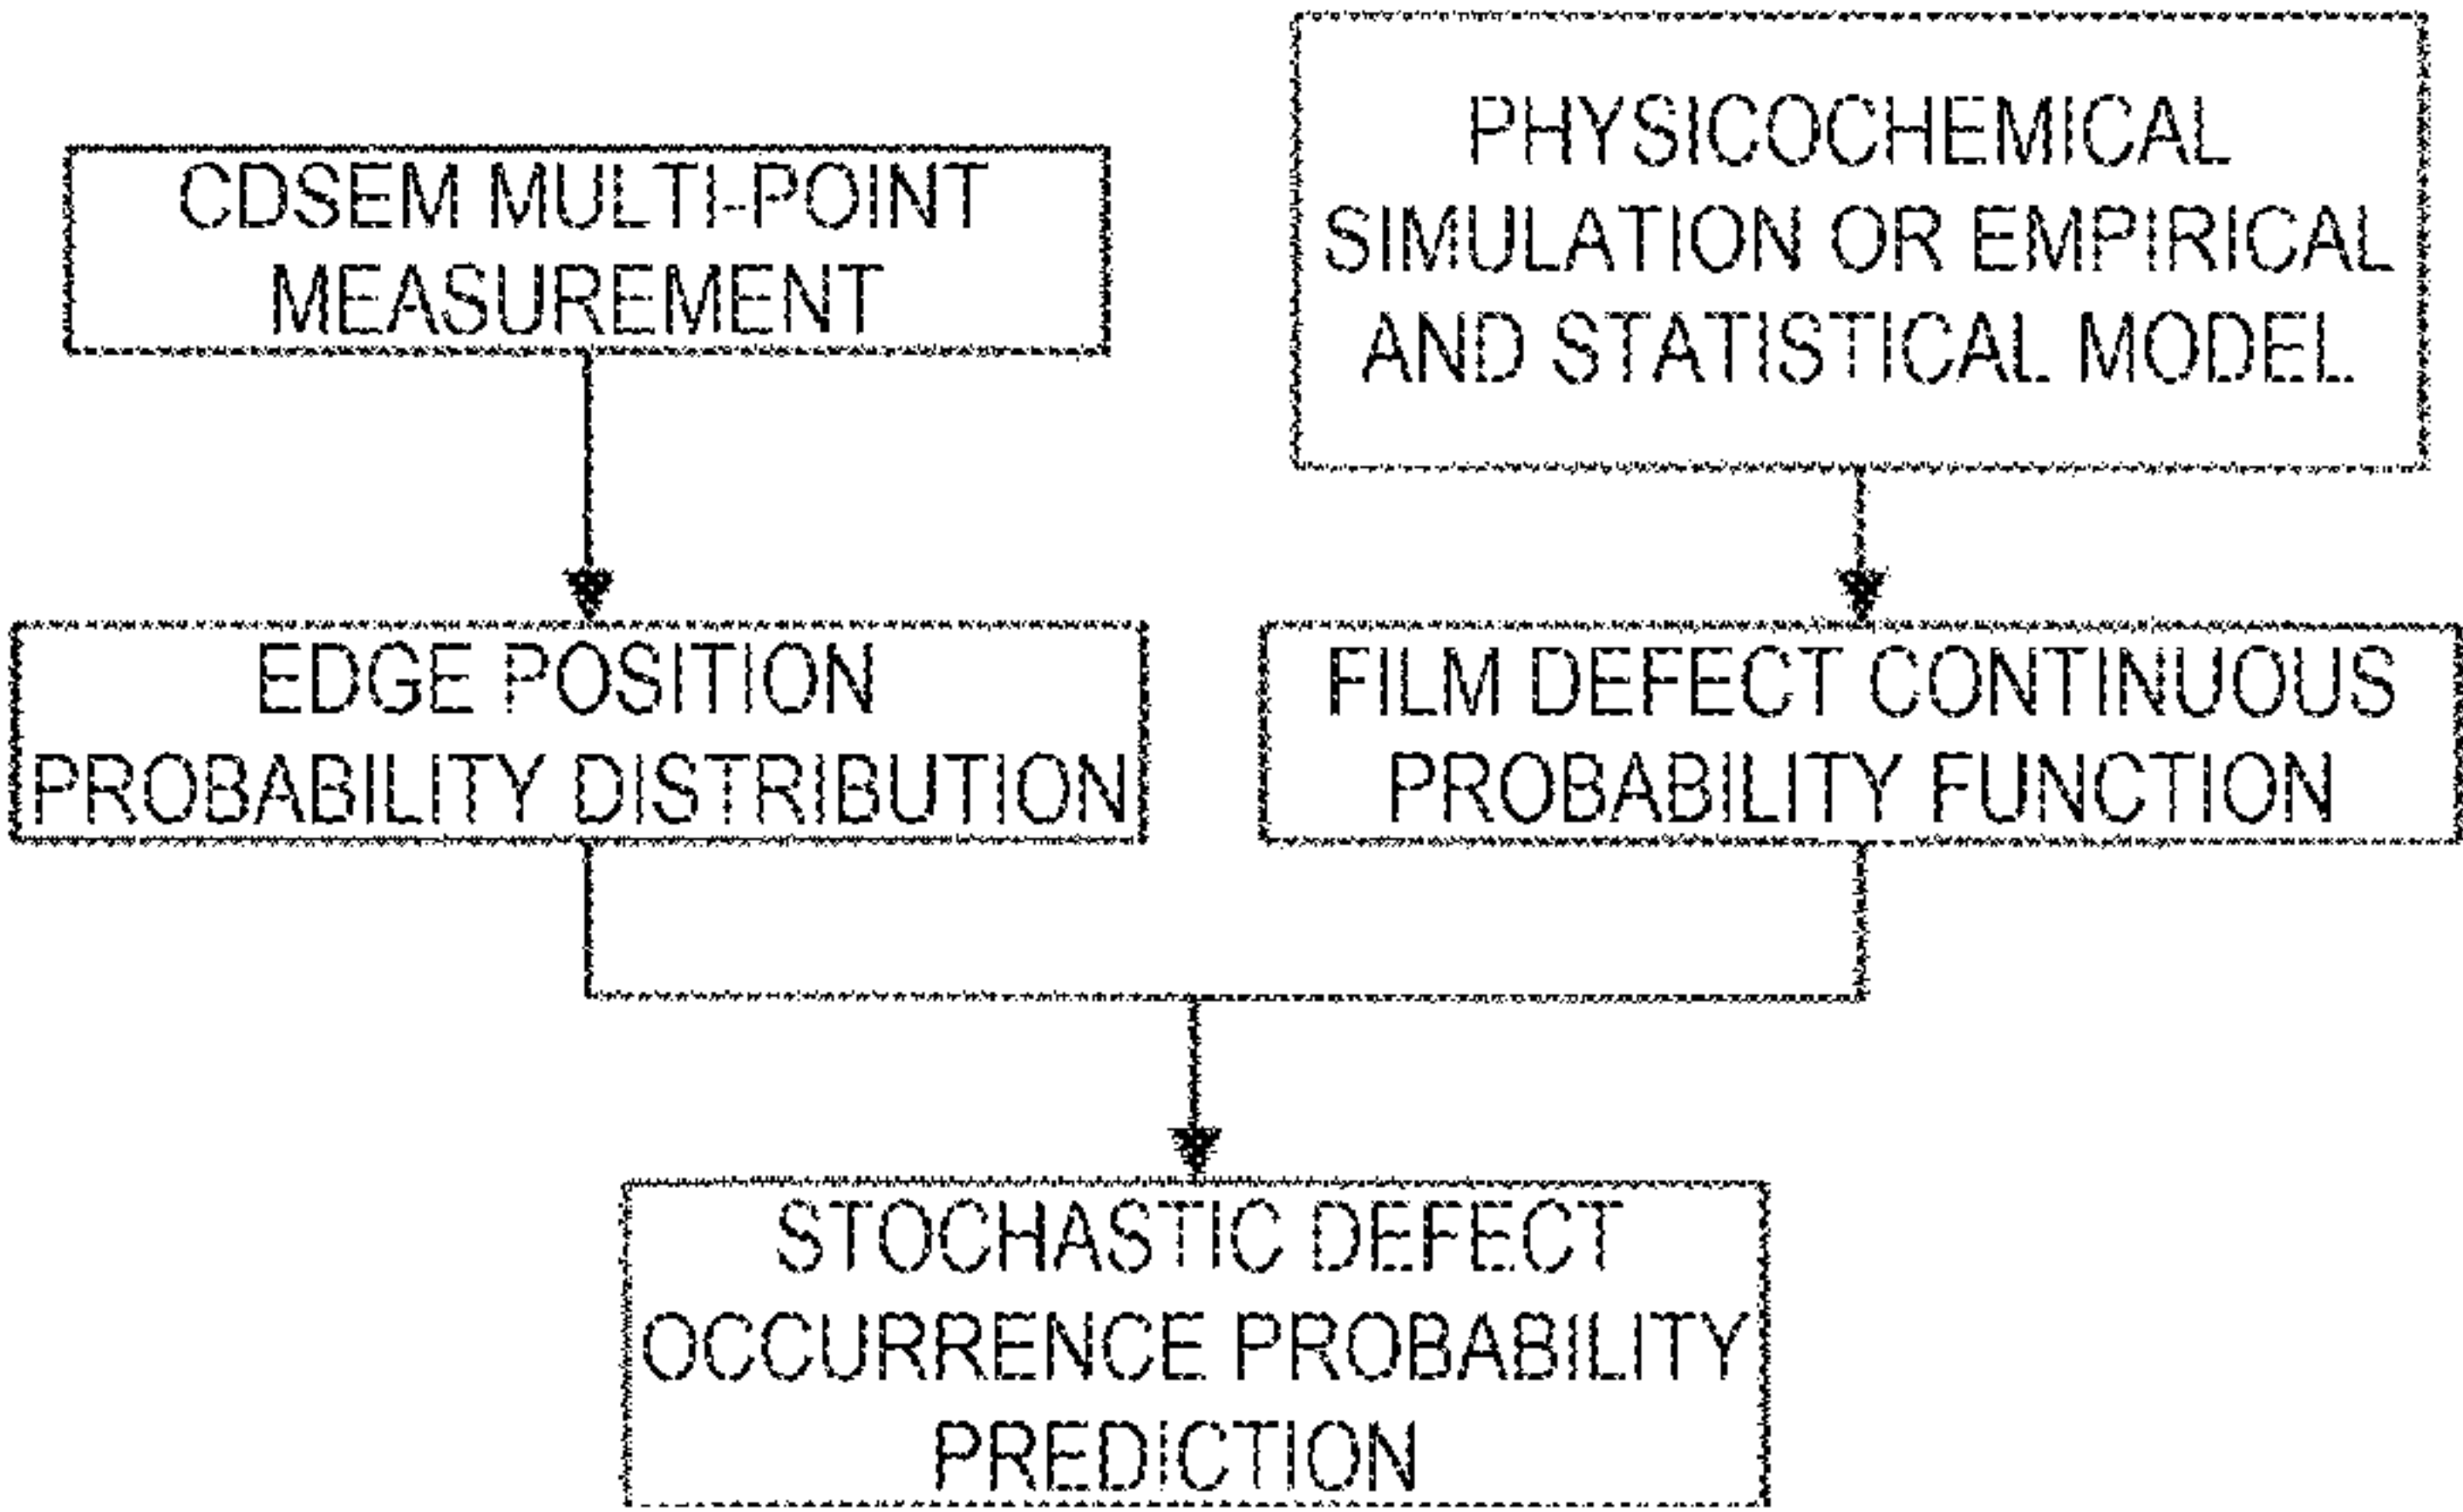 CDSEM MULTI-POINT
MEASUREMENT
PHYSICOCHEMICAL
SIMULATION OR EMPIRICAL
AND STATISTICAL MODEL
EDGE POSITION
PROBABILITY DISTRIBUTION
FILM DEFECT CONTINUOUS
PROBABILITY FUNCTION
STOCHASTIC DEFECT
OCCURRENCE PROBABILITY
PREDICTION